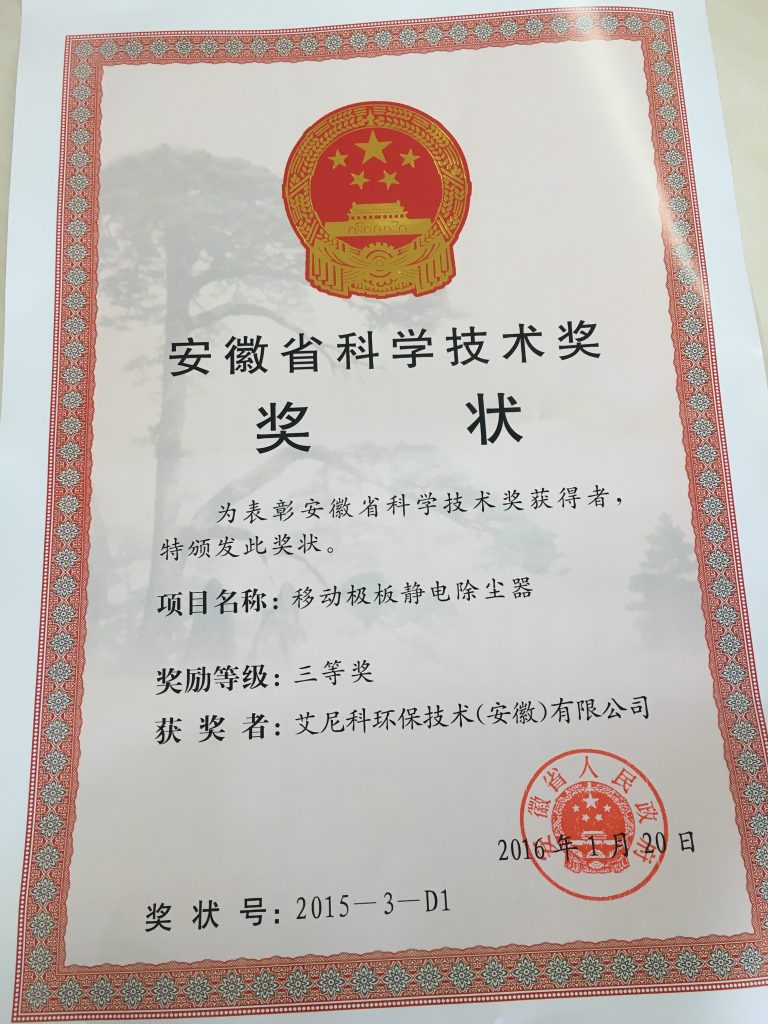 安徽省科学技术奖
奖 状
为表彰安徽省科学技术奖获得者，
特颁发此奖状。
项目名称：移动极板静电除尘器
奖励等级：三等奖
获奖者：艾尼科环保技术(安徽)有限公司
安徽省人民政府
2016年1月20日
奖状号：2015－3－D1